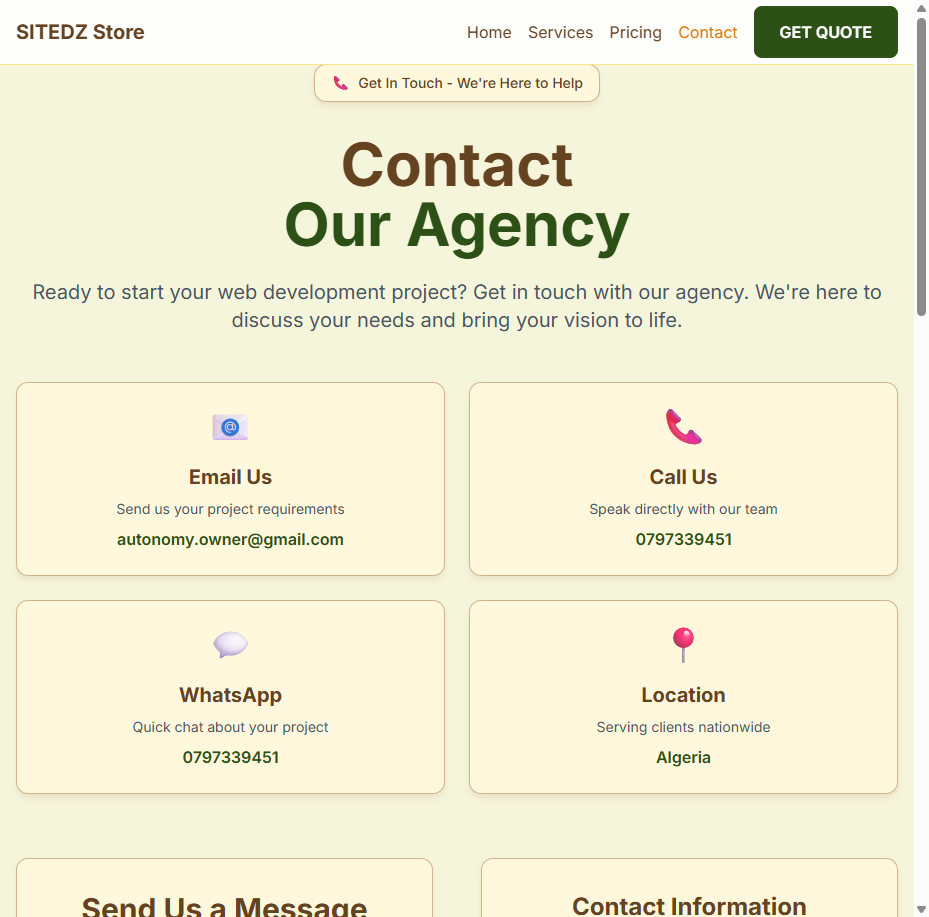 SITEDZ Store
Home
Services
Pricing
Contact
GET QUOTE
Get In Touch - We're Here to Help
Contact
Our Agency
Ready to start your web development project? Get in touch with our agency. We're here to
discuss your needs and bring your vision to life.
Email Us
Send us your project requirements
autonomy.owner@gmail.com
Call Us
Speak directly with our team
0797339451
WhatsApp
Quick chat about your project
0797339451
Location
Serving clients nationwide
Algeria
Send Us a Message
Contact Information